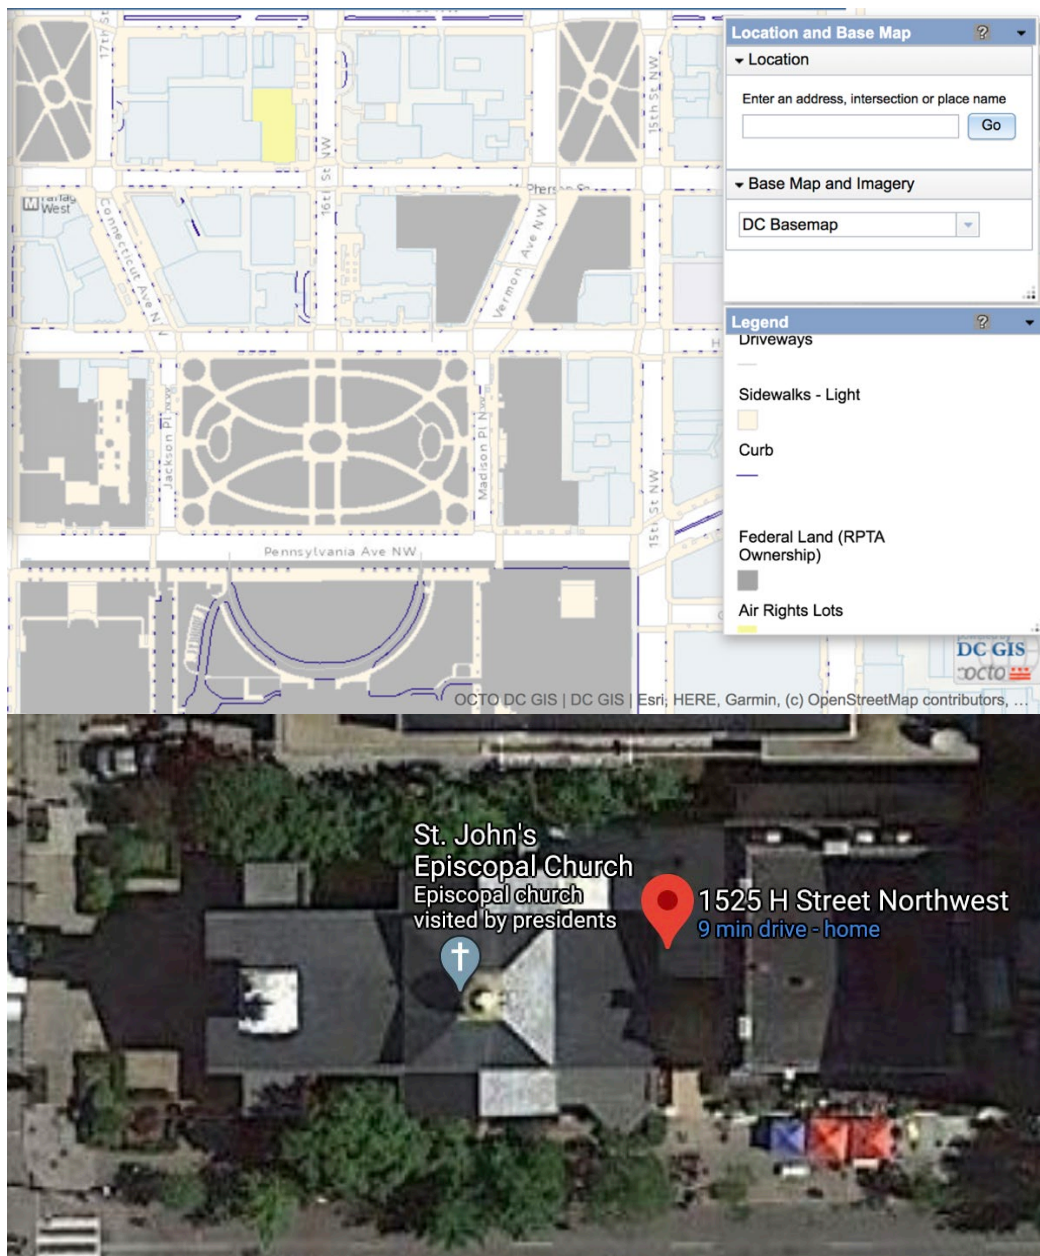 17th St
Location and Base Map ?
Location
Enter an address, intersection or place name
Go
Base Map and Imagery
DC Basemap
Legend ?
Driveways
Sidewalks - Light
Curb
Federal Land (RPTA
Ownership)
Air Rights Lots
15th St NW
16th St NW
M
West
Connecticut Ave N
Vermont Ave NW
H
Jackson Pl NW
Madison Pl NW
15th St NW
Pennsylvania Ave NW
powered by
DC GIS
octo
OCTO DC GIS | DC GIS | Esri, HERE, Garmin, (c) OpenStreetMap contributors, ...
St. John's
Episcopal Church
Episcopal church
visited by presidents
1525 H Street Northwest
9 min drive - home